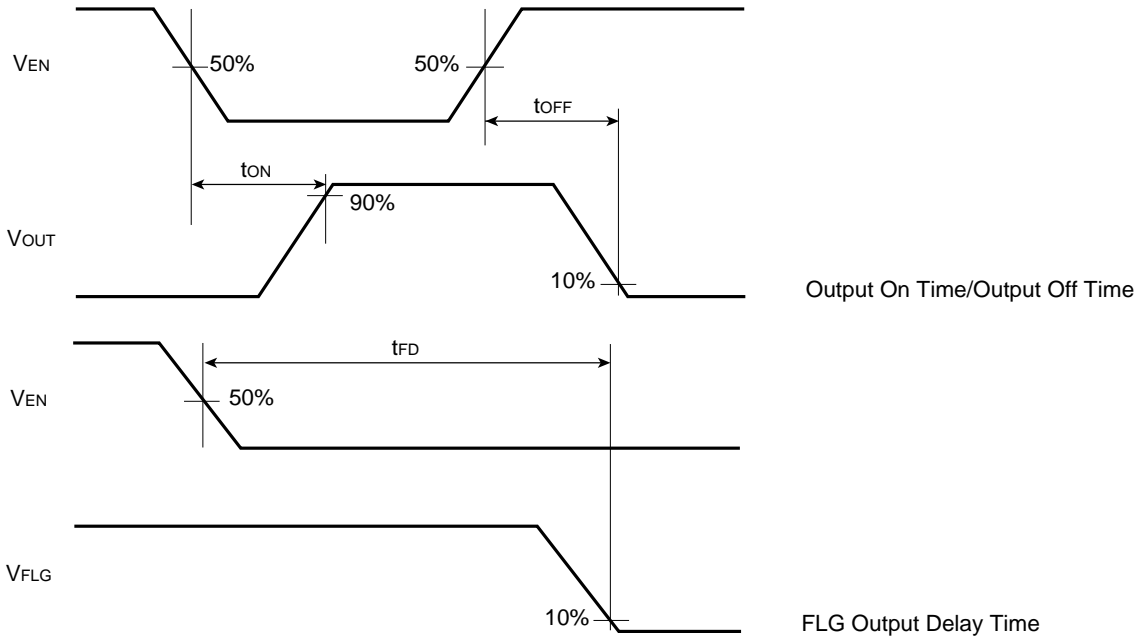 VEN
50%
50%
tOFF
tON
90%
VOUT
10%
Output On Time/Output Off Time
tFD
VEN
50%
VFLG
10%
FLG Output Delay Time